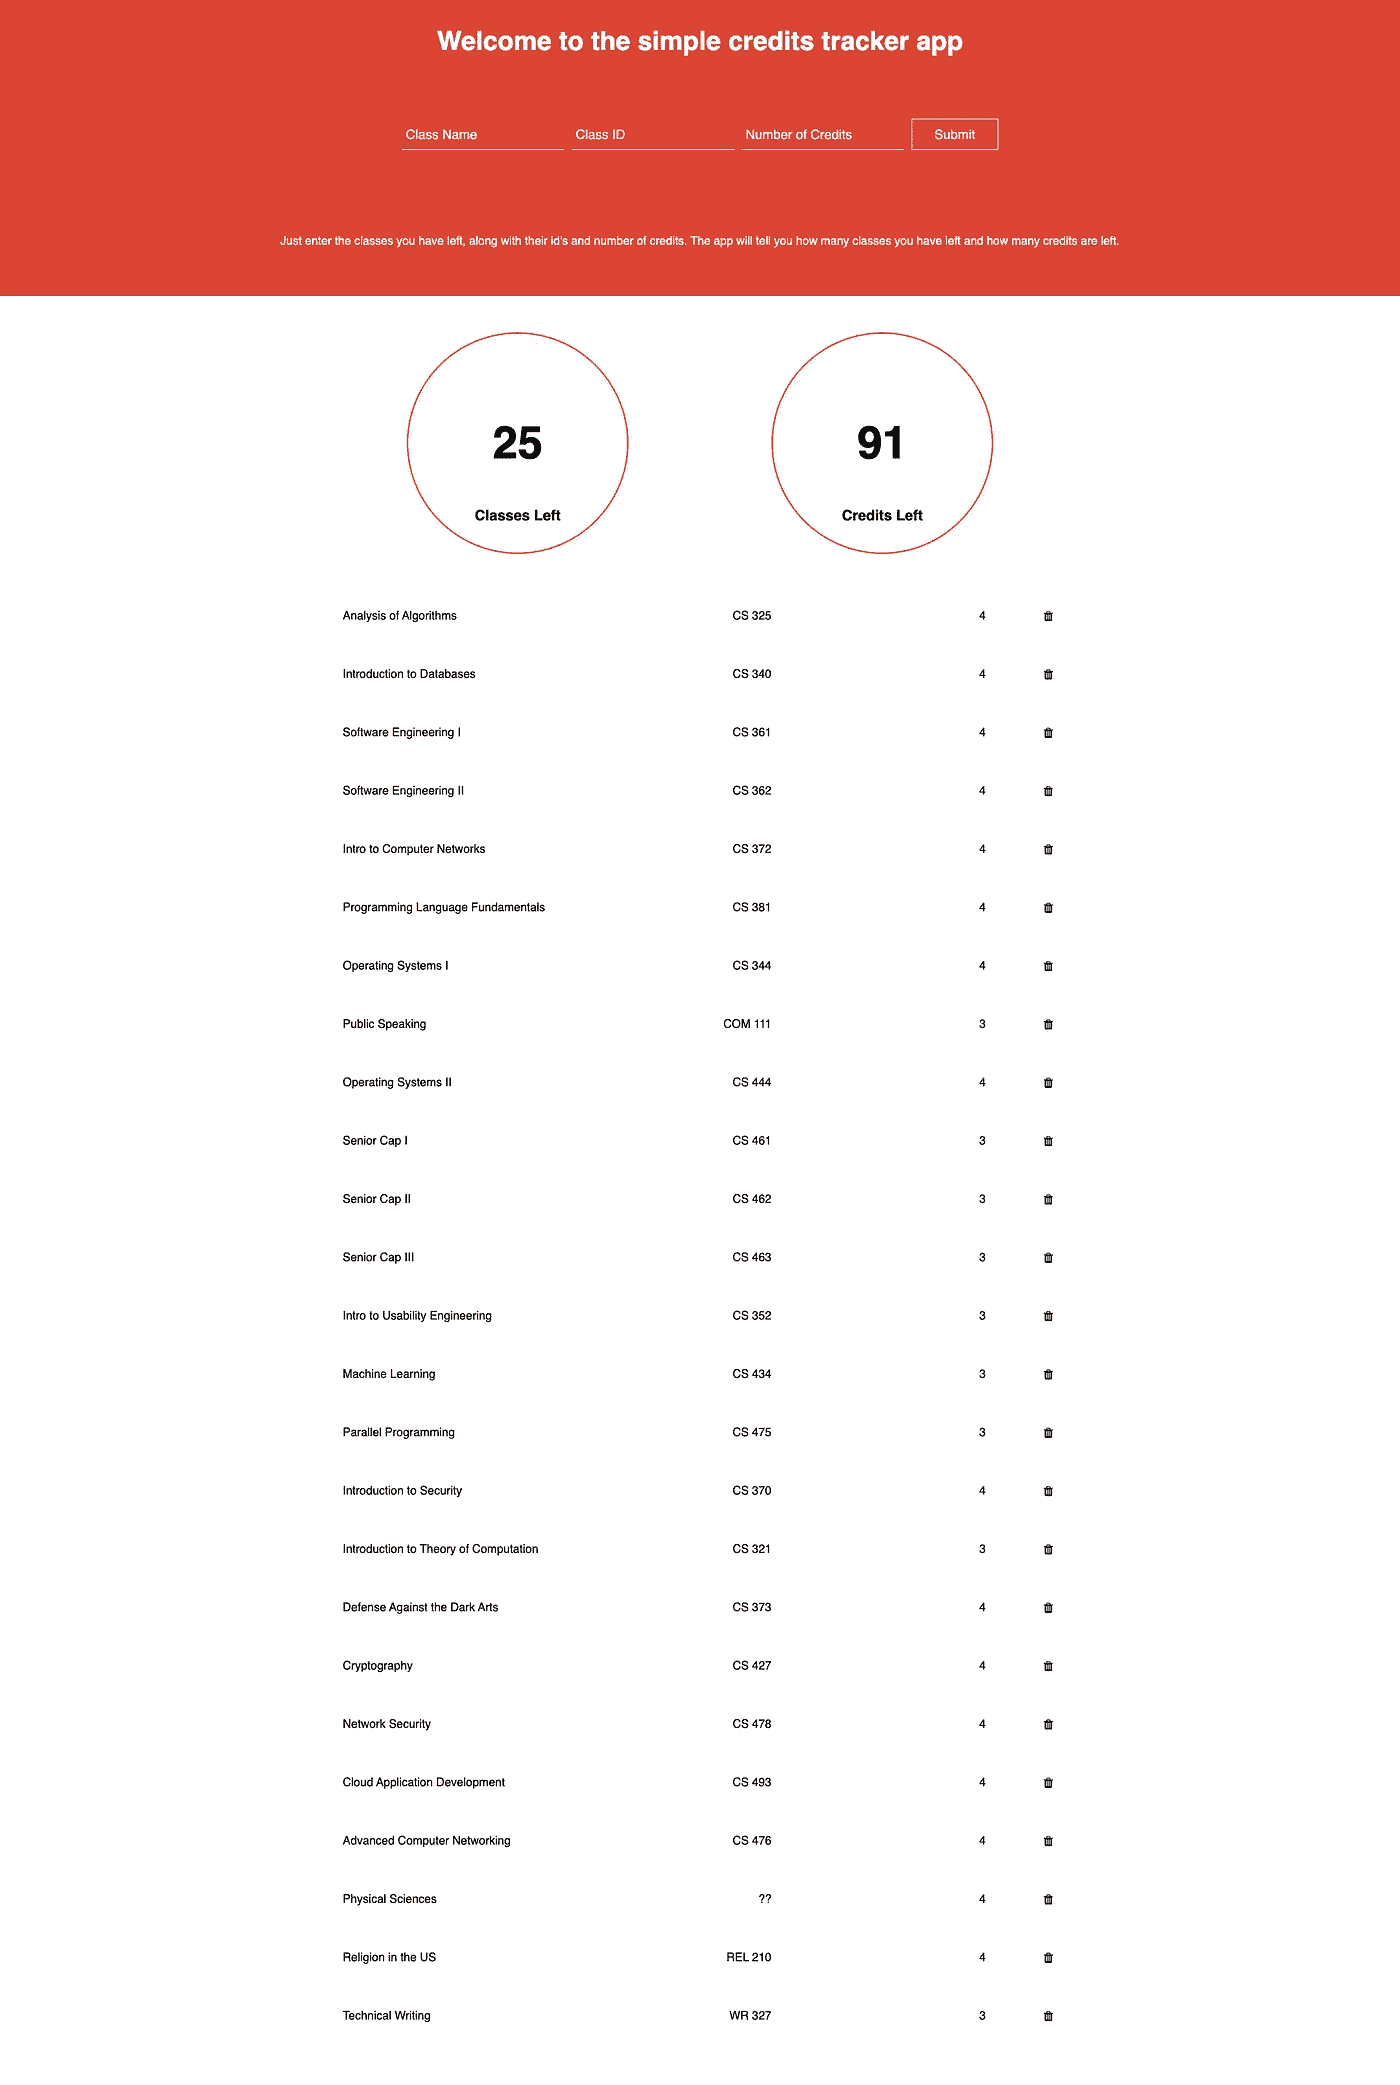 Welcome to the simple credits tracker app
Class Name Class ID Number of Credits Submit
Just enter the classes you have left, along with their id's and number of credits. The app will tell you how many classes you have left and how many credits are left.
25 91
Classes Left Credits Left
Analysis of Algorithms CS 325 4
Introduction to Databases CS 340 4
Software Engineering I CS 361 4
Software Engineering II CS 362 4
Intro to Computer Networks CS 372 4
Programming Language Fundamentals CS 381 4
Operating Systems I CS 344 4
Public Speaking COM 111 3
Operating Systems II CS 444 4
Senior Cap I CS 461 3
Senior Cap II CS 462 3
Senior Cap III CS 463 3
Intro to Usability Engineering CS 352 3
Machine Learning CS 434 3
Parallel Programming CS 475 3
Introduction to Security CS 370 4
Introduction to Theory of Computation CS 321 3
Defense Against the Dark Arts CS 373 4
Cryptography CS 427 4
Network Security CS 478 4
Cloud Application Development CS 493 4
Advanced Computer Networking CS 476 4
Physical Sciences ?? 4
Religion in the US REL 210 4
Technical Writing WR 327 3